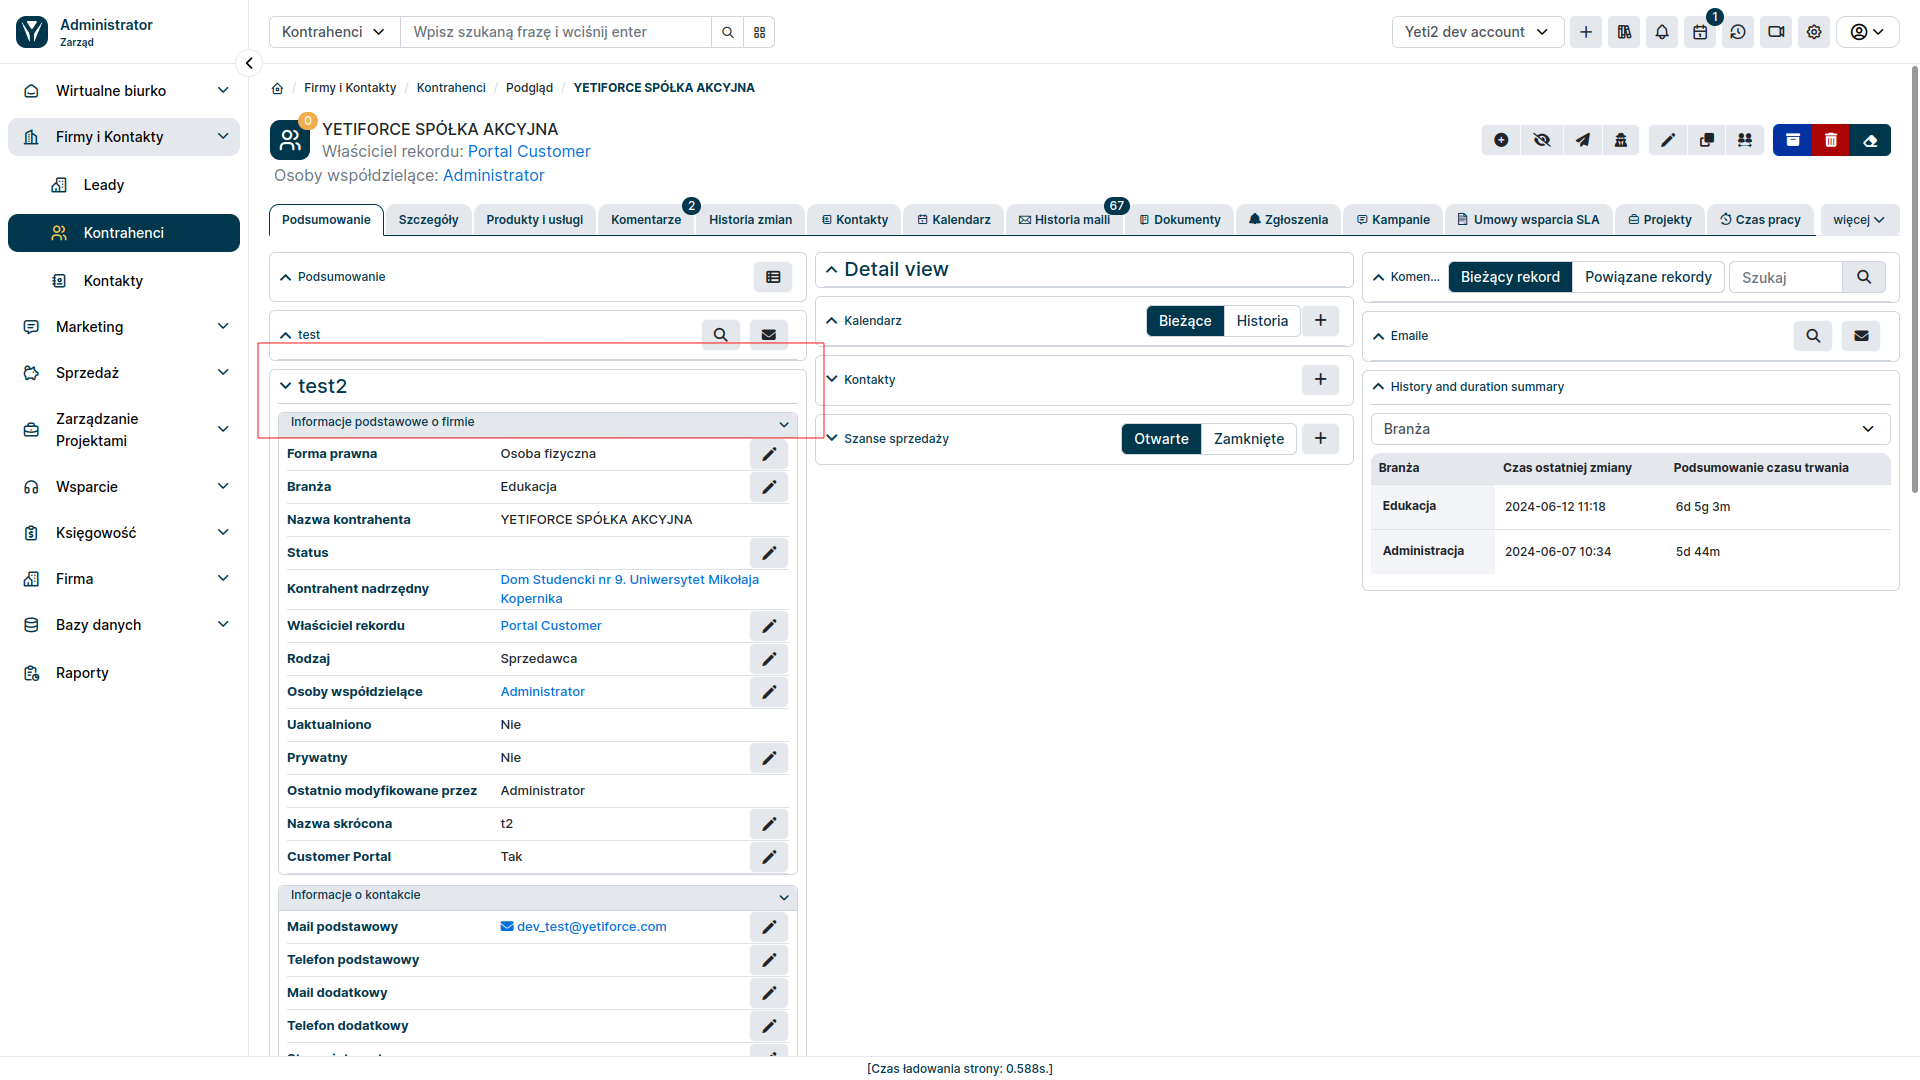 Administrator
Zarząd
Kontrahenci
Wpisz szukaną frazę i wciśnij enter
Yeti2 dev account
1
Wirtualne biurko
Firmy i Kontakty
Leady
Kontrahenci
Kontakty
Marketing
Sprzedaż
Zarządzanie
Projektami
Wsparcie
Księgowość
Firma
Bazy danych
Raporty
/ Firmy i Kontakty / Kontrahenci / Podgląd / YETIFORCE SPÓŁKA AKCYJNA
0
YETIFORCE SPÓŁKA AKCYJNA
Właściciel rekordu: Portal Customer
Osoby współdzielące: Administrator
Podsumowanie
Szczegóły
Produkty i usługi
Komentarze
2
Historia zmian
Kontakty
Kalendarz
Historia maili
67
Dokumenty
Zgłoszenia
Kampanie
Umowy wsparcia SLA
Projekty
Czas pracy
więcej
Podsumowanie
test
test2
Informacje podstawowe o firmie
Forma prawna Osoba fizyczna
Branża Edukacja
Nazwa kontrahenta YETIFORCE SPÓŁKA AKCYJNA
Status
Kontrahent nadrzędny Dom Studencki nr 9. Uniwersytet Mikołaja
Kopernika
Właściciel rekordu Portal Customer
Rodzaj Sprzedawca
Osoby współdzielące Administrator
Uaktualniono Nie
Prywatny Nie
Ostatnio modyfikowane przez Administrator
Nazwa skrócona t2
Customer Portal Tak
Informacje o kontakcie
Mail podstawowy dev_test@yetiforce.com
Telefon podstawowy
Mail dodatkowy
Telefon dodatkowy
Detail view
Kalendarz Bieżące Historia
Kontakty
Szanse sprzedaży Otwarte Zamknięte
Komen... Bieżący rekord Powiązane rekordy Szukaj
Emaile
History and duration summary
Branża
Branża Czas ostatniej zmiany Podsumowanie czasu trwania
Edukacja 2024-06-12 11:18 6d 5g 3m
Administracja 2024-06-07 10:34 5d 44m
[Czas ładowania strony: 0.588s.]